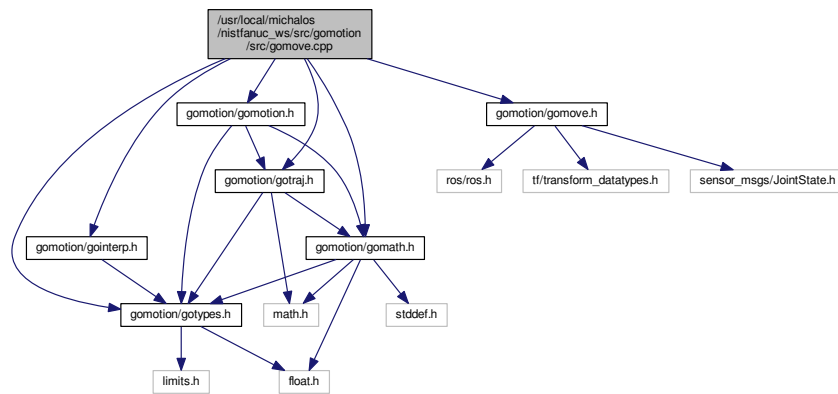 /usr/local/michalos
/nistfanuc_ws/src/gomotion
/src/gomove.cpp
gomotion/gomotion.h
gomotion/gomove.h
gomotion/gotraj.h
ros/ros.h
tf/transform_datatypes.h
sensor_msgs/JointState.h
gomotion/gointerp.h
gomotion/gomath.h
gomotion/gotypes.h
math.h
stddef.h
limits.h
float.h